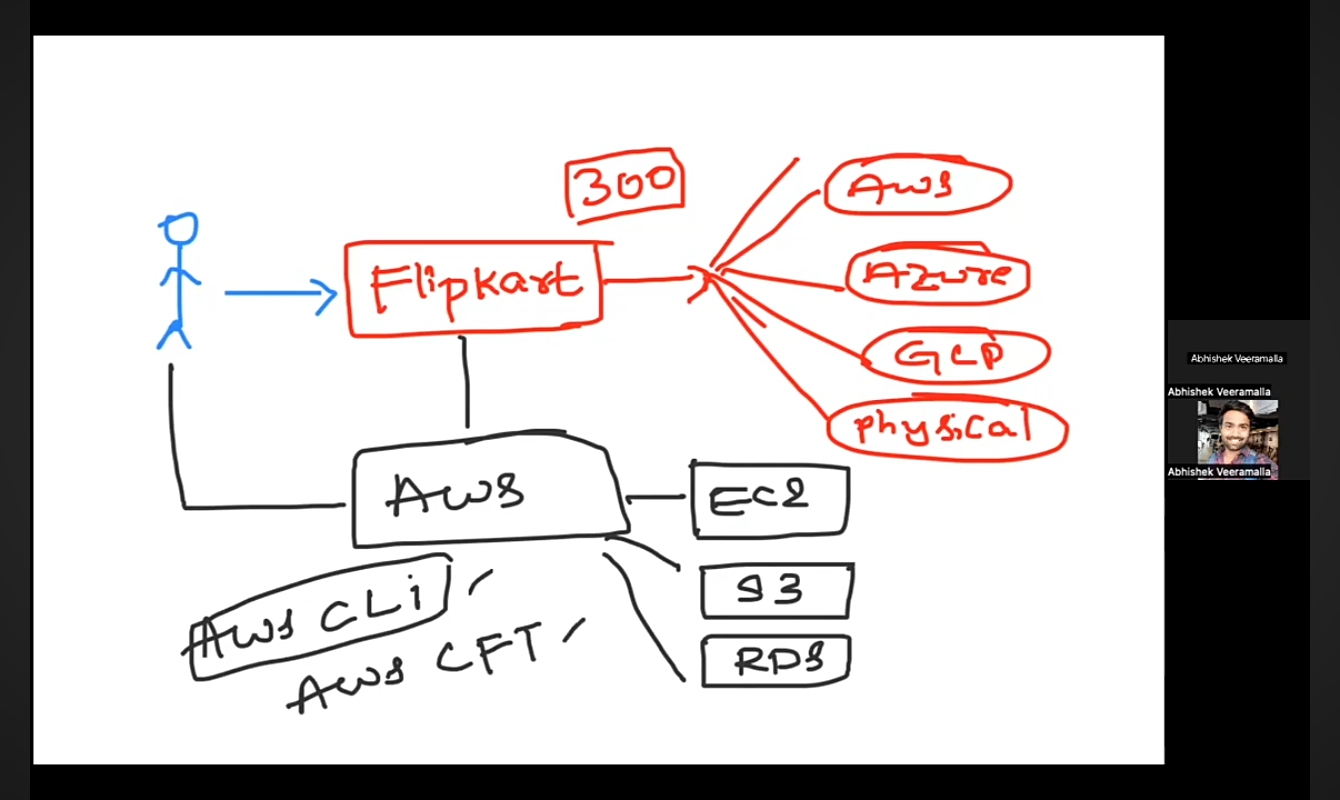 300
AWS
Flipkart
Azure
GCP
Physical
AWS
EC2
S3
RDS
AWS CLi
AWS CFT
Abhishek Veeramalla
Abhishek Veeramalla
Abhishek Veeramalla